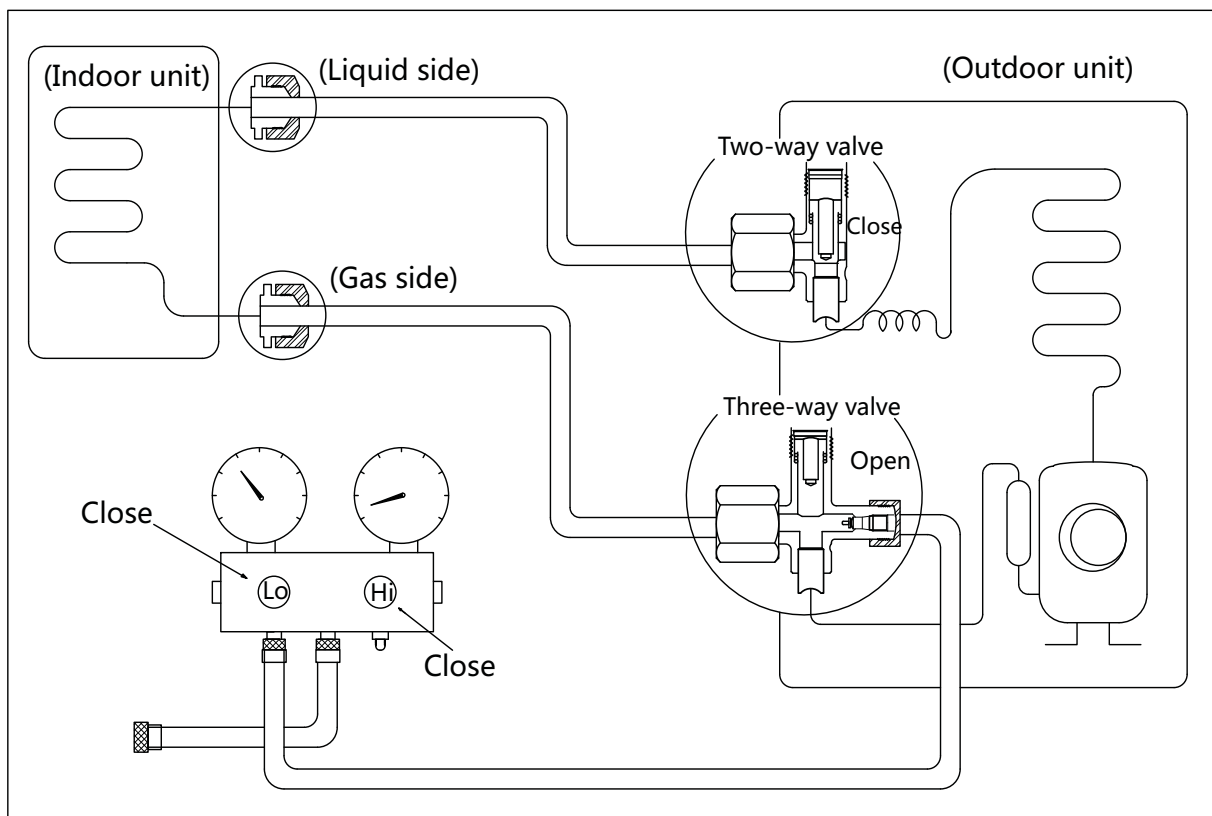 (Indoor unit)
(Liquid side)
(Outdoor unit)
Two-way valve
Close
(Gas side)
Three-way valve
Open
Close
Lo
Hi
Close